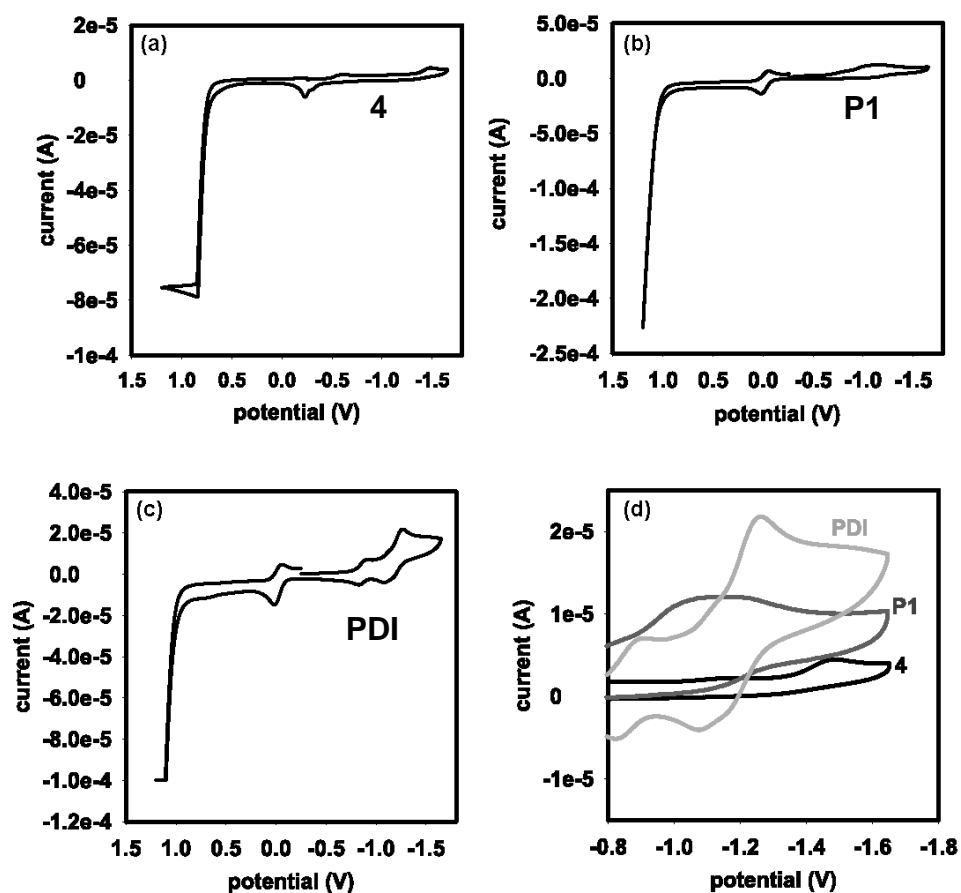 (a)
2e-5
0
-2e-5
-4e-5
-6e-5
-8e-5
-1e-4
current (A)
4
1.5 1.0 0.5 0.0 -0.5 -1.0 -1.5
potential (V)
(b)
5.0e-5
0.0
-5.0e-5
-1.0e-4
-1.5e-4
-2.0e-4
-2.5e-4
current (A)
P1
1.5 1.0 0.5 0.0 -0.5 -1.0 -1.5
potential (V)
(c)
4.0e-5
2.0e-5
0.0
-2.0e-5
-4.0e-5
-6.0e-5
-8.0e-5
-1.0e-4
-1.2e-4
current (A)
PDI
1.5 1.0 0.5 0.0 -0.5 -1.0 -1.5
potential (V)
(d)
2e-5
1e-5
0
-1e-5
current (A)
PDI
P1
4
-0.8 -1.0 -1.2 -1.4 -1.6 -1.8
potential (V)